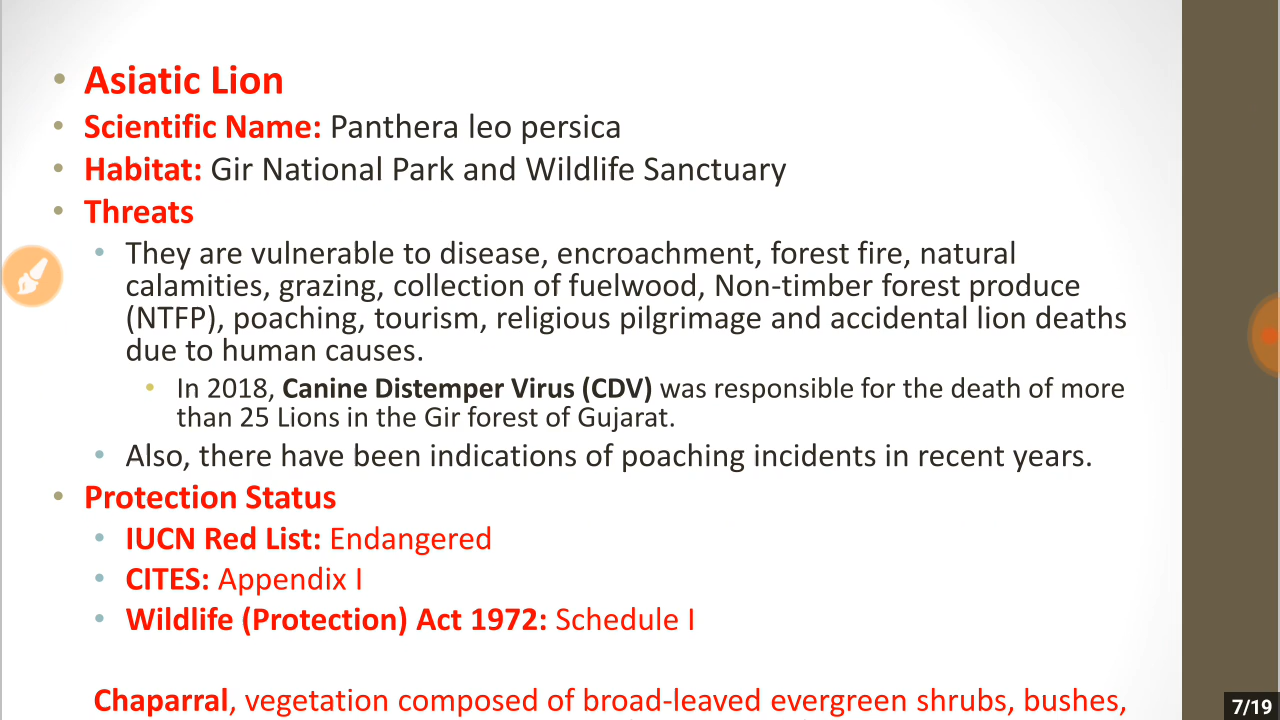 Asiatic Lion
Scientific Name: Panthera leo persica
Habitat: Gir National Park and Wildlife Sanctuary
Threats
They are vulnerable to disease, encroachment, forest fire, natural
calamities, grazing, collection of fuelwood, Non-timber forest produce
(NTFP), poaching, tourism, religious pilgrimage and accidental lion deaths
due to human causes.
In 2018, Canine Distemper Virus (CDV) was responsible for the death of more
than 25 Lions in the Gir forest of Gujarat.
Also, there have been indications of poaching incidents in recent years.
Protection Status
IUCN Red List: Endangered
CITES: Appendix I
Wildlife (Protection) Act 1972: Schedule I
Chaparral, vegetation composed of broad-leaved evergreen shrubs, bushes,
7/19